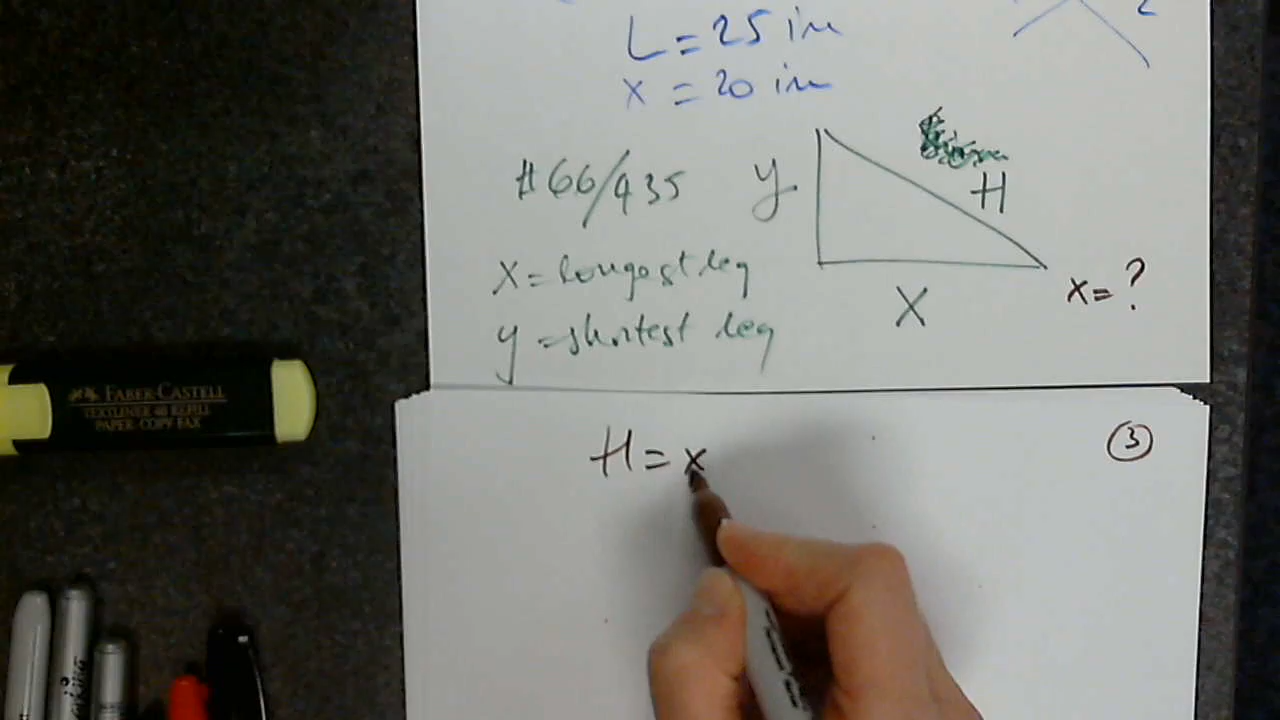 L = 25 in
x = 20 in
2
#66/435
y
H
x = longest leg
y = shortest leg
X
x = ?
FABER-CASTELL
TEXTLINER 48 REFILL
PAPER-COPY FAX
H = x
3